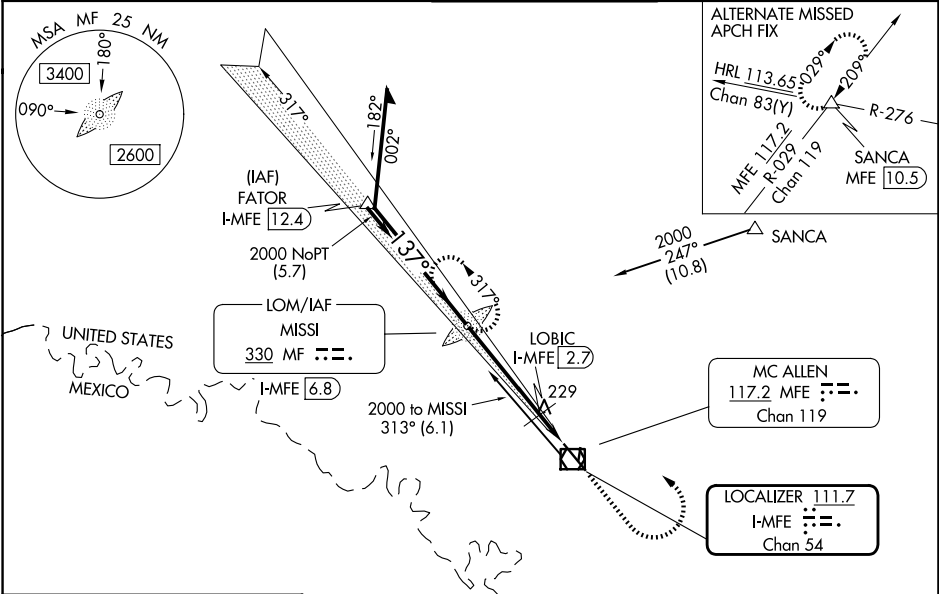 MSA MF 25 NM
180°
3400
090°
2600
ALTERNATE MISSED
APCH FIX
HRL 113.65
Chan 83(Y)
029°
209°
R-276
MFE 117.2
R-029
Chan 119
SANCA
MFE 10.5
317°
182°
002°
(IAF)
FATOR
I-MFE 12.4
2000 NoPT
(5.7)
137°
317°
2000
247°
(10.8)
SANCA
LOM/IAF
MISSI
330 MF
I-MFE 6.8
UNITED STATES
MEXICO
LOBIC
I-MFE 2.7
229
2000 to MISSI
313° (6.1)
MC ALLEN
117.2 MFE
Chan 119
LOCALIZER 111.7
I-MFE
Chan 54